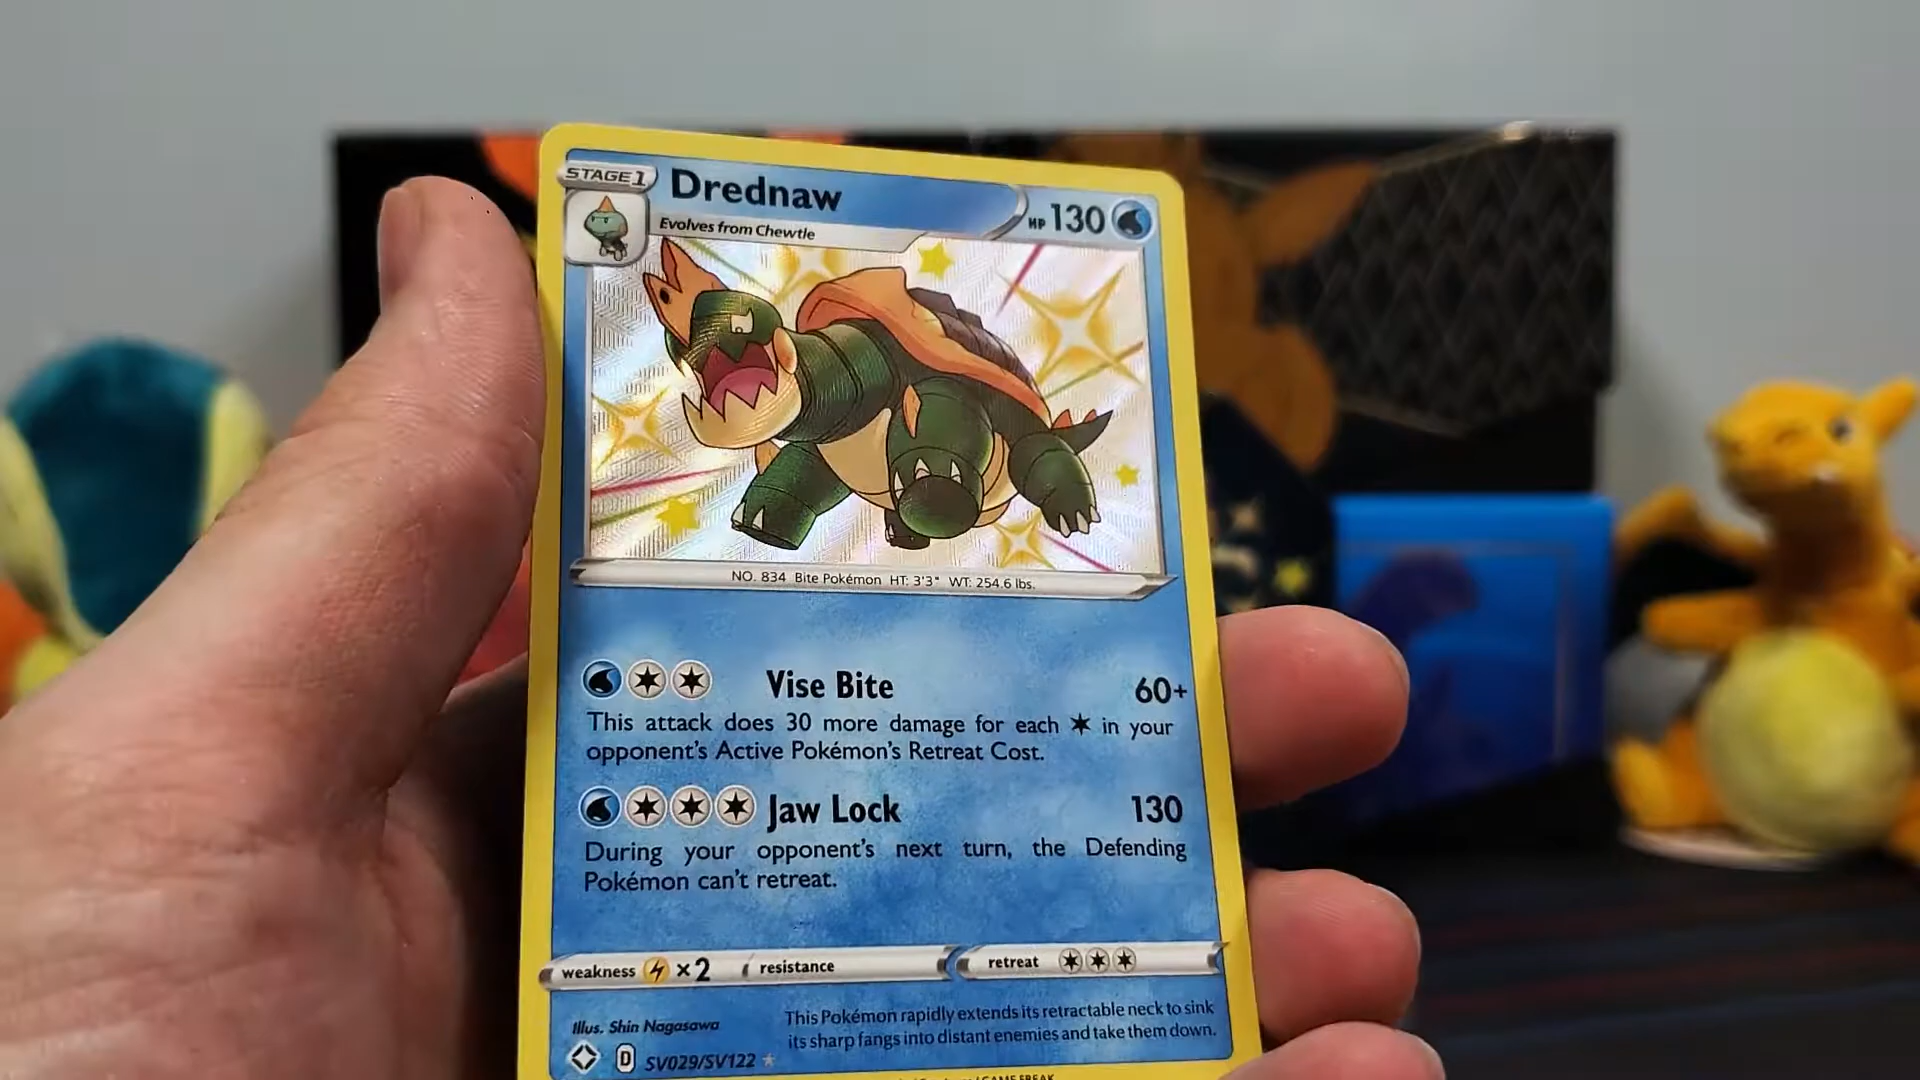 STAGE1
Drednaw
HP 130
Evolves from Chewtle
NO. 834 Bite Pokémon HT: 3'3" WT: 254.6 lbs.
Vise Bite 60+
This attack does 30 more damage for each in your
opponent's Active Pokémon's Retreat Cost.
Jaw Lock 130
During your opponent's next turn, the Defending
Pokémon can't retreat.
weakness ×2 resistance retreat
Illus. Shin Nagasawa
This Pokémon rapidly extends its retractable neck to sink
its sharp fangs into distant enemies and take them down.
D SV029/SV122
GAME FREAK